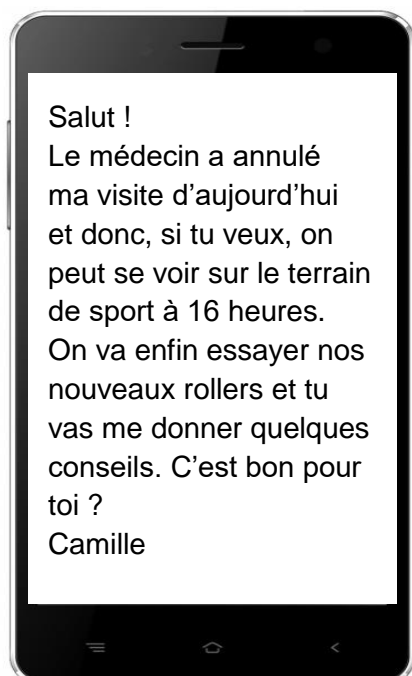 Salut !
Le médecin a annulé
ma visite d’aujourd’hui
et donc, si tu veux, on
peut se voir sur le terrain
de sport à 16 heures.
On va enfin essayer nos
nouveaux rollers et tu
vas me donner quelques
conseils. C’est bon pour
toi ?
Camille